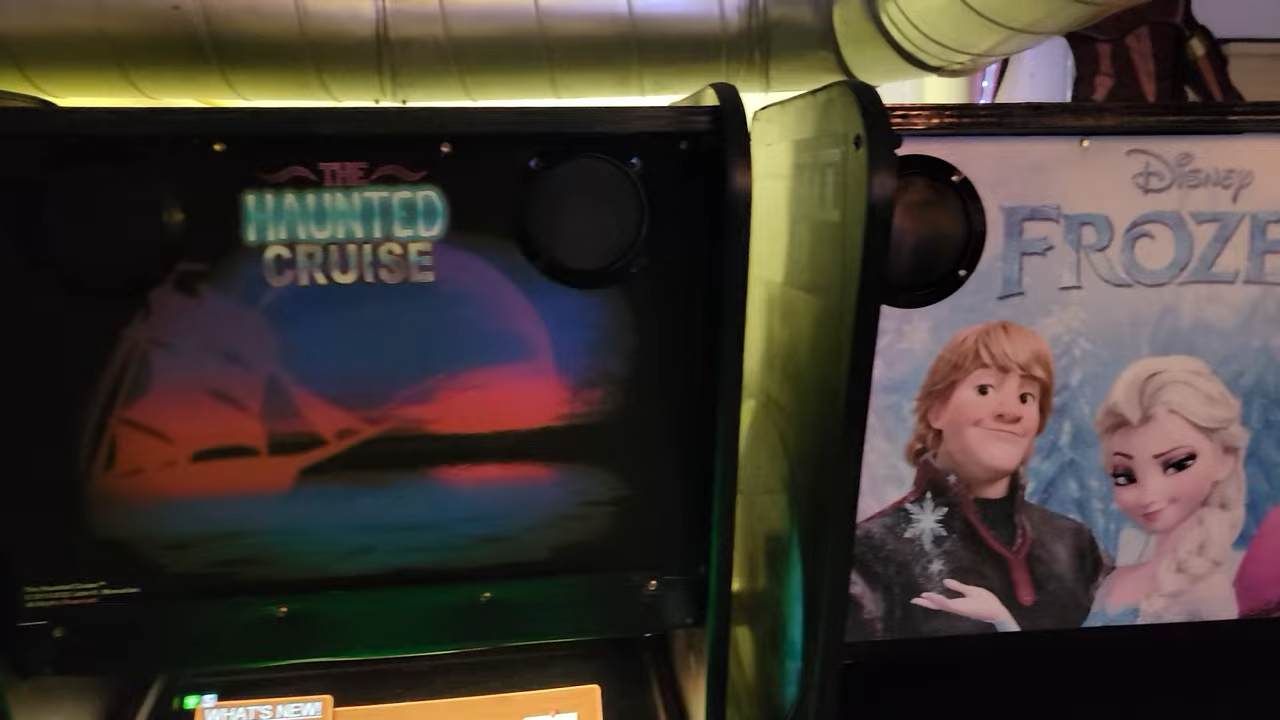 THE
HAUNTED
CRUISE
WHAT'S NEW!
DISNEY
FROZE